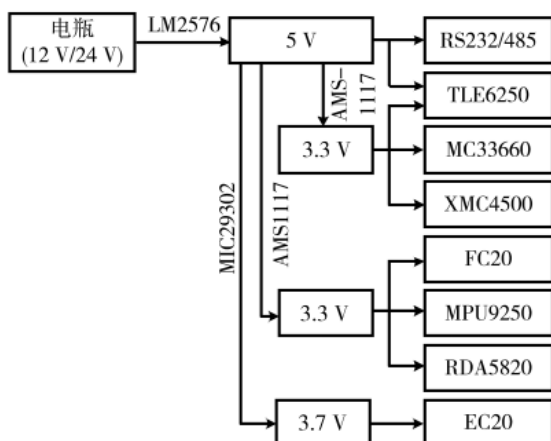 电瓶
(12 V/24 V)
LM2576
5 V
RS232/485
TLE6250
AMS-
1117
3.3 V
MC33660
XMC4500
MIC29302
AMS1117
FC20
3.3 V
MPU9250
RDA5820
3.7 V
EC20